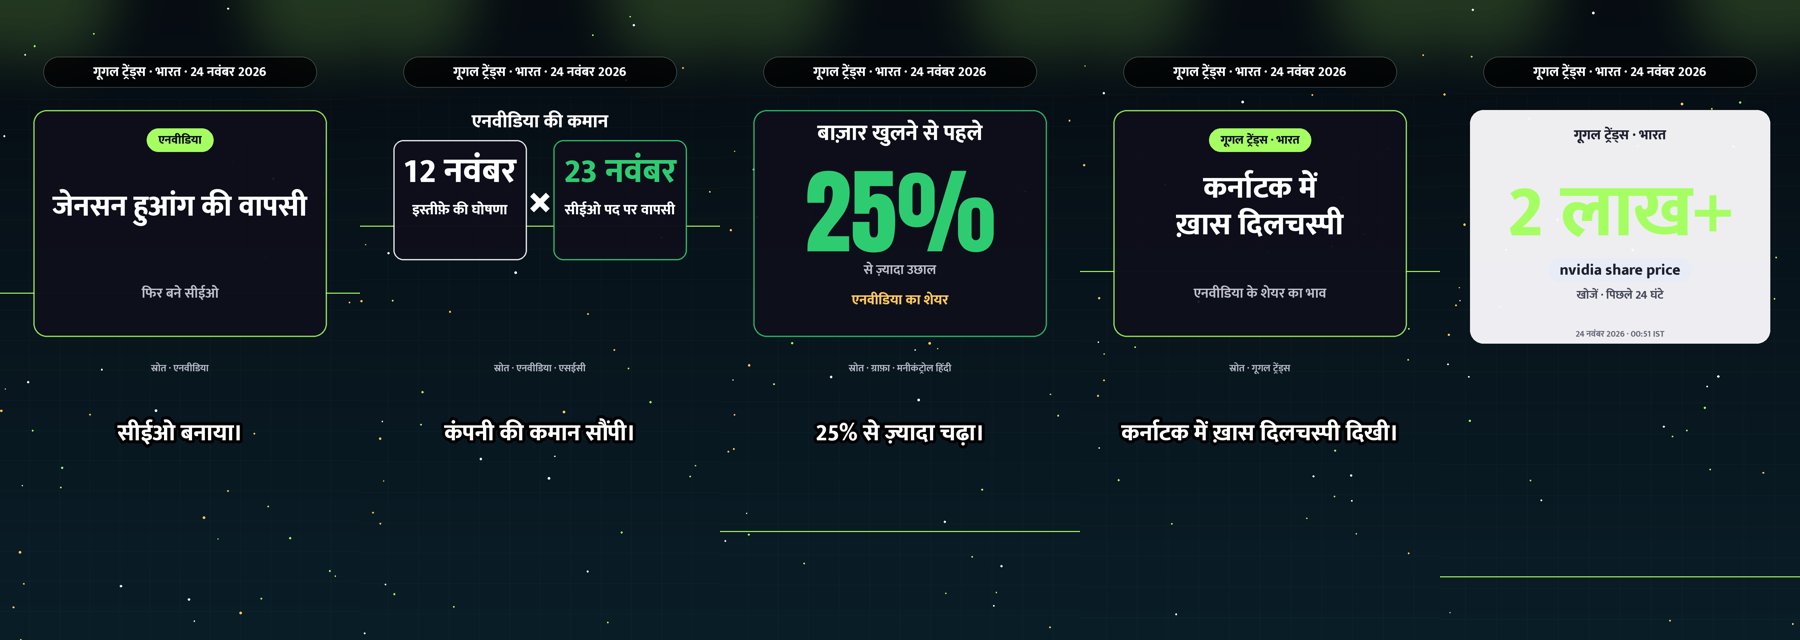 गूगल ट्रेंड्स · भारत · 24 नवंबर 2026
एनवीडिया
जेनसन हुआंग की वापसी
फिर बने सीईओ
स्रोत · एनवीडिया
सीईओ बनाया।
गूगल ट्रेंड्स · भारत · 24 नवंबर 2026
एनवीडिया की कमान
12 नवंबर
इस्तीफ़े की घोषणा
×
23 नवंबर
सीईओ पद पर वापसी
स्रोत · एनवीडिया · एसईसी
कंपनी की कमान सौंपी।
गूगल ट्रेंड्स · भारत · 24 नवंबर 2026
बाज़ार खुलने से पहले
25%
से ज़्यादा उछाल
एनवीडिया का शेयर
स्रोत · ग्राफ़ा · मनीकंट्रोल हिंदी
25% से ज़्यादा चढ़ा।
गूगल ट्रेंड्स · भारत · 24 नवंबर 2026
गूगल ट्रेंड्स · भारत
कर्नाटक में
ख़ास दिलचस्पी
एनवीडिया के शेयर का भाव
स्रोत · गूगल ट्रेंड्स
कर्नाटक में ख़ास दिलचस्पी दिखी।
गूगल ट्रेंड्स · भारत · 24 नवंबर 2026
गूगल ट्रेंड्स · भारत
2 लाख+
nvidia share price
खोजें · पिछले 24 घंटे
24 नवंबर 2026 · 00:51 IST